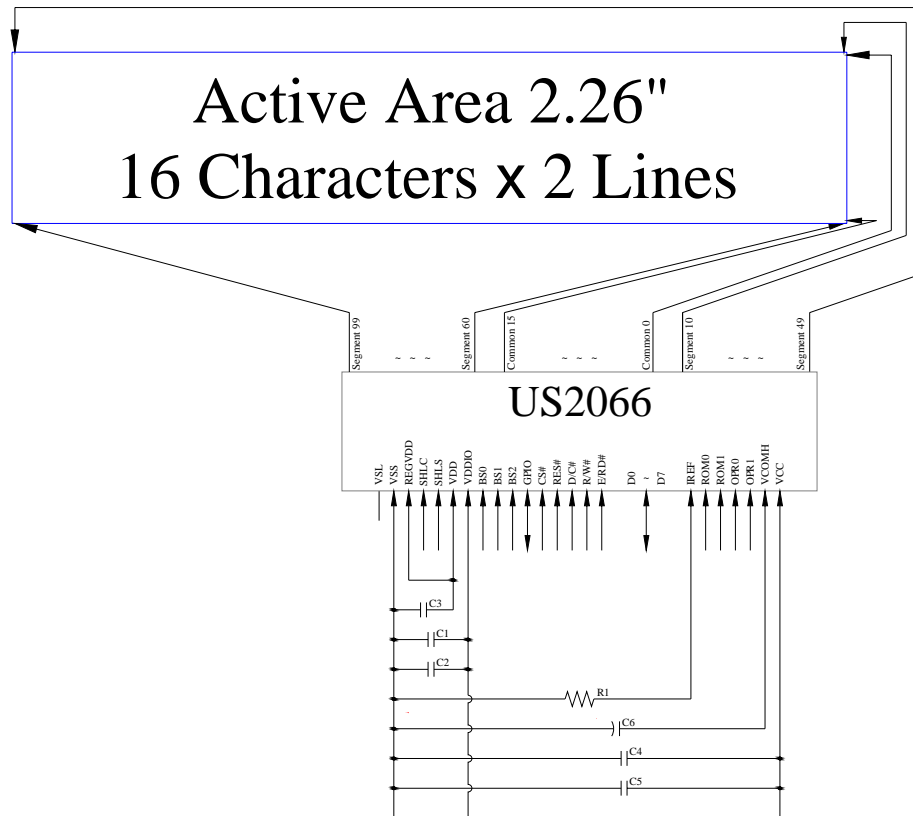 Active Area 2.26"
16 Characters x 2 Lines
Segment 99
~ ~ ~
Segment 60
Common 15
~ ~ ~
Common 0
Segment 10
~ ~ ~
Segment 49
US2066
VSL
VSS
REGVDD
SHLC
SHLS
VDD
VDDIO
BS0
BS1
BS2
GPIO
CS#
RES#
D/C#
R/W#
E/RD#
D0
~
D7
IREF
ROM0
ROM1
OPR0
OPR1
VCOMH
VCC
C3
C1
C2
R1
C6
C4
C5